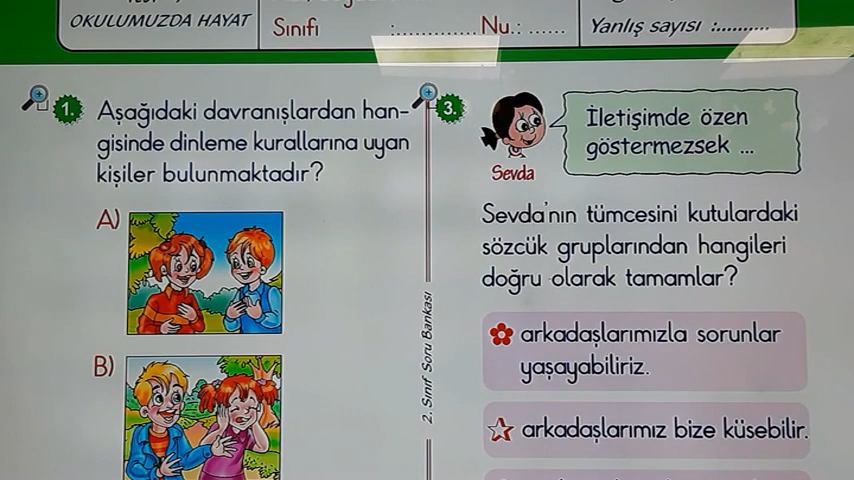 OKULUMUZDA HAYAT
Sınıfı :.............. Nu.: ......
Yanlış sayısı :..........
1. Aşağıdaki davranışlardan han-
gisinde dinleme kurallarına uyan
kişiler bulunmaktadır?
A)
B)
2. Sınıf Soru Bankası
3.
İletişimde özen
göstermezsek ...
Sevda
Sevda'nın tümcesini kutulardaki
sözcük gruplarından hangileri
doğru olarak tamamlar?
arkadaşlarımızla sorunlar
yaşayabiliriz.
arkadaşlarımız bize küsebilir.